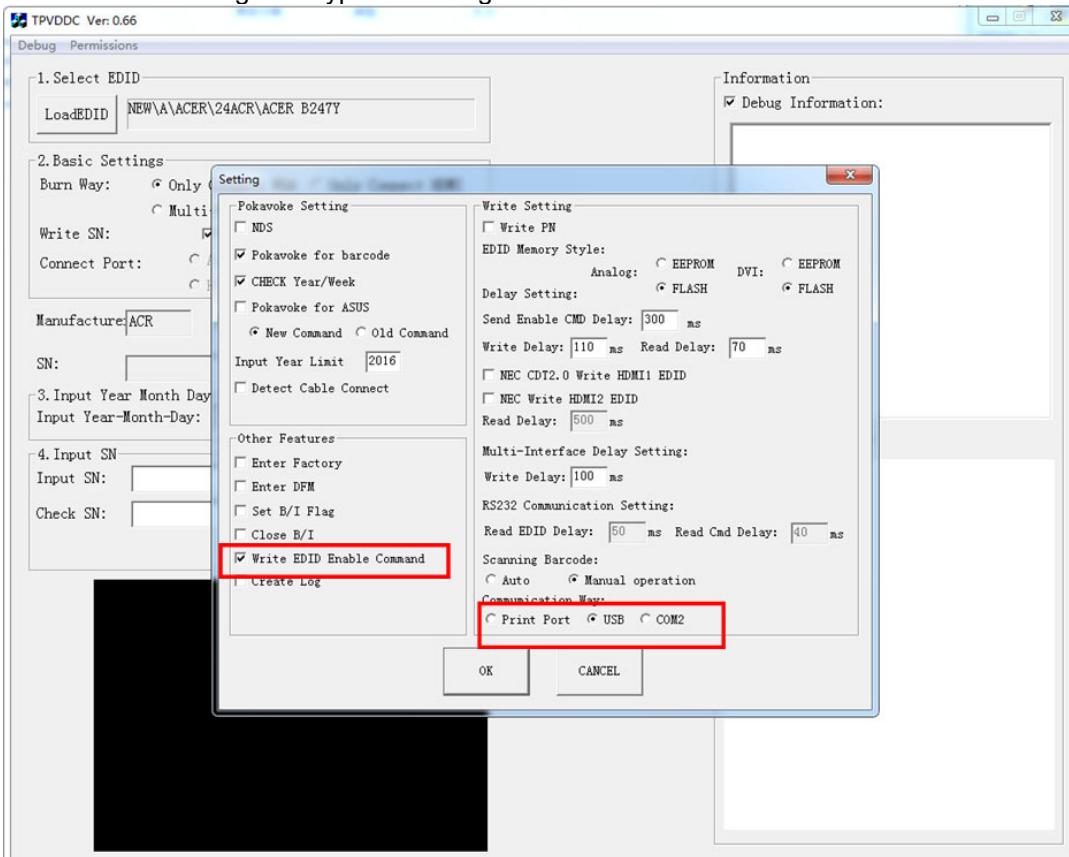 TPVDDC Ver: 0.66
Debug Permissions
1.Select EDID
LoadEDID NEW\A\ACER\24ACR\ACER B247Y
2.Basic Settings
Burn Way: Only
Multi-
Write SN:
Connect Port:
Manufacture: ACR
SN:
3.Input Year Month Day
Input Year-Month-Day:
4.Input SN
Input SN:
Check SN:
Information
Debug Information:
Setting
Pokavoke Setting
NDS
Pokavoke for barcode
CHECK Year/Week
Pokavoke for ASUS
New Command Old Command
Input Year Limit 2016
Detect Cable Connect
Other Features
Enter Factory
Enter DFM
Set B/I Flag
Close B/I
Write EDID Enable Command
Create Log
Write Setting
Write PN
EDID Memory Style:
Analog: EEPROM DVI: EEPROM
FLASH FLASH
Delay Setting:
Send Enable CMD Delay: 300 ms
Write Delay: 110 ms Read Delay: 70 ms
NEC CDT2.0 Write HDMI1 EDID
NEC Write HDMI2 EDID
Read Delay: 500 ms
Multi-Interface Delay Setting:
Write Delay: 100 ms
RS232 Communication Setting:
Read EDID Delay: 50 ms Read Cmd Delay: 40 ms
Scanning Barcode:
Auto Manual operation
Communication Way:
Print Port USB COM2
OK CANCEL